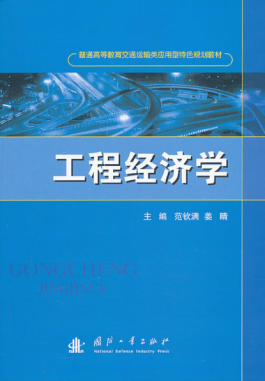 普通高等教育交通运输类应用型特色规划教材
工程经济学
主 编 范钦满 姜 晴
GONGCHENG
JINGJIXUE
国防工业出版社
National Defense Industry Press